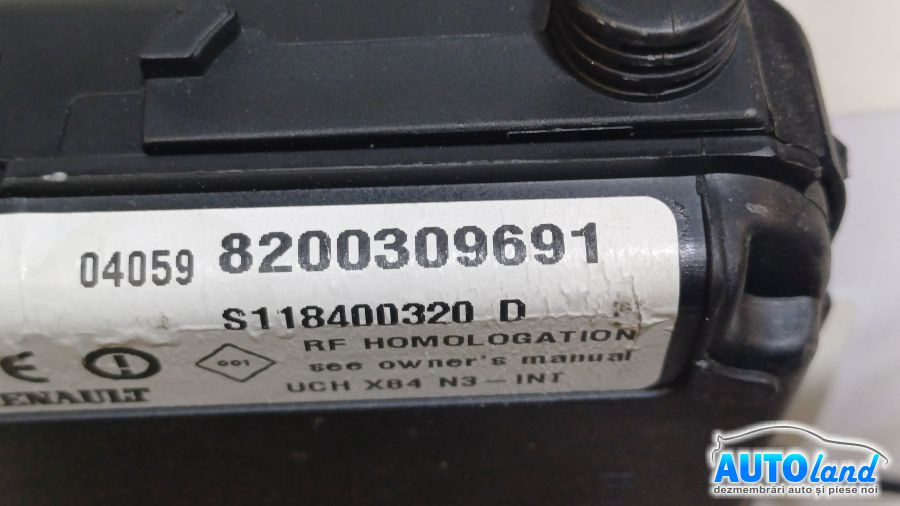 04059 8200309691
S118400320 D
RF HOMOLOGATION
001 see owner's manual
UCH X84 N3-INT
RENAULT
AUTOland
dezmembrări auto și piese noi